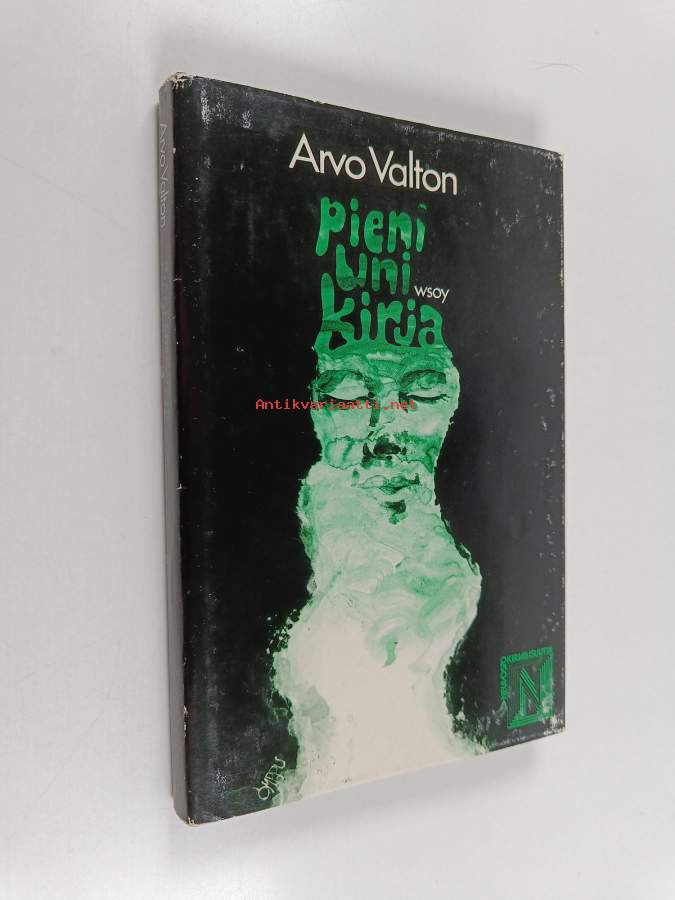 Arvo Valton
Arvo Valton
pieni
uni
wsoy
kirja
Antikvariaatti.net
N